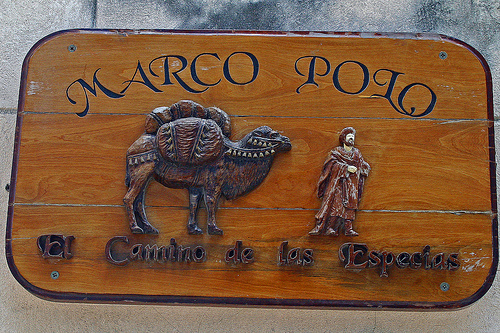 MARCO POLO
El Camino de las Especias